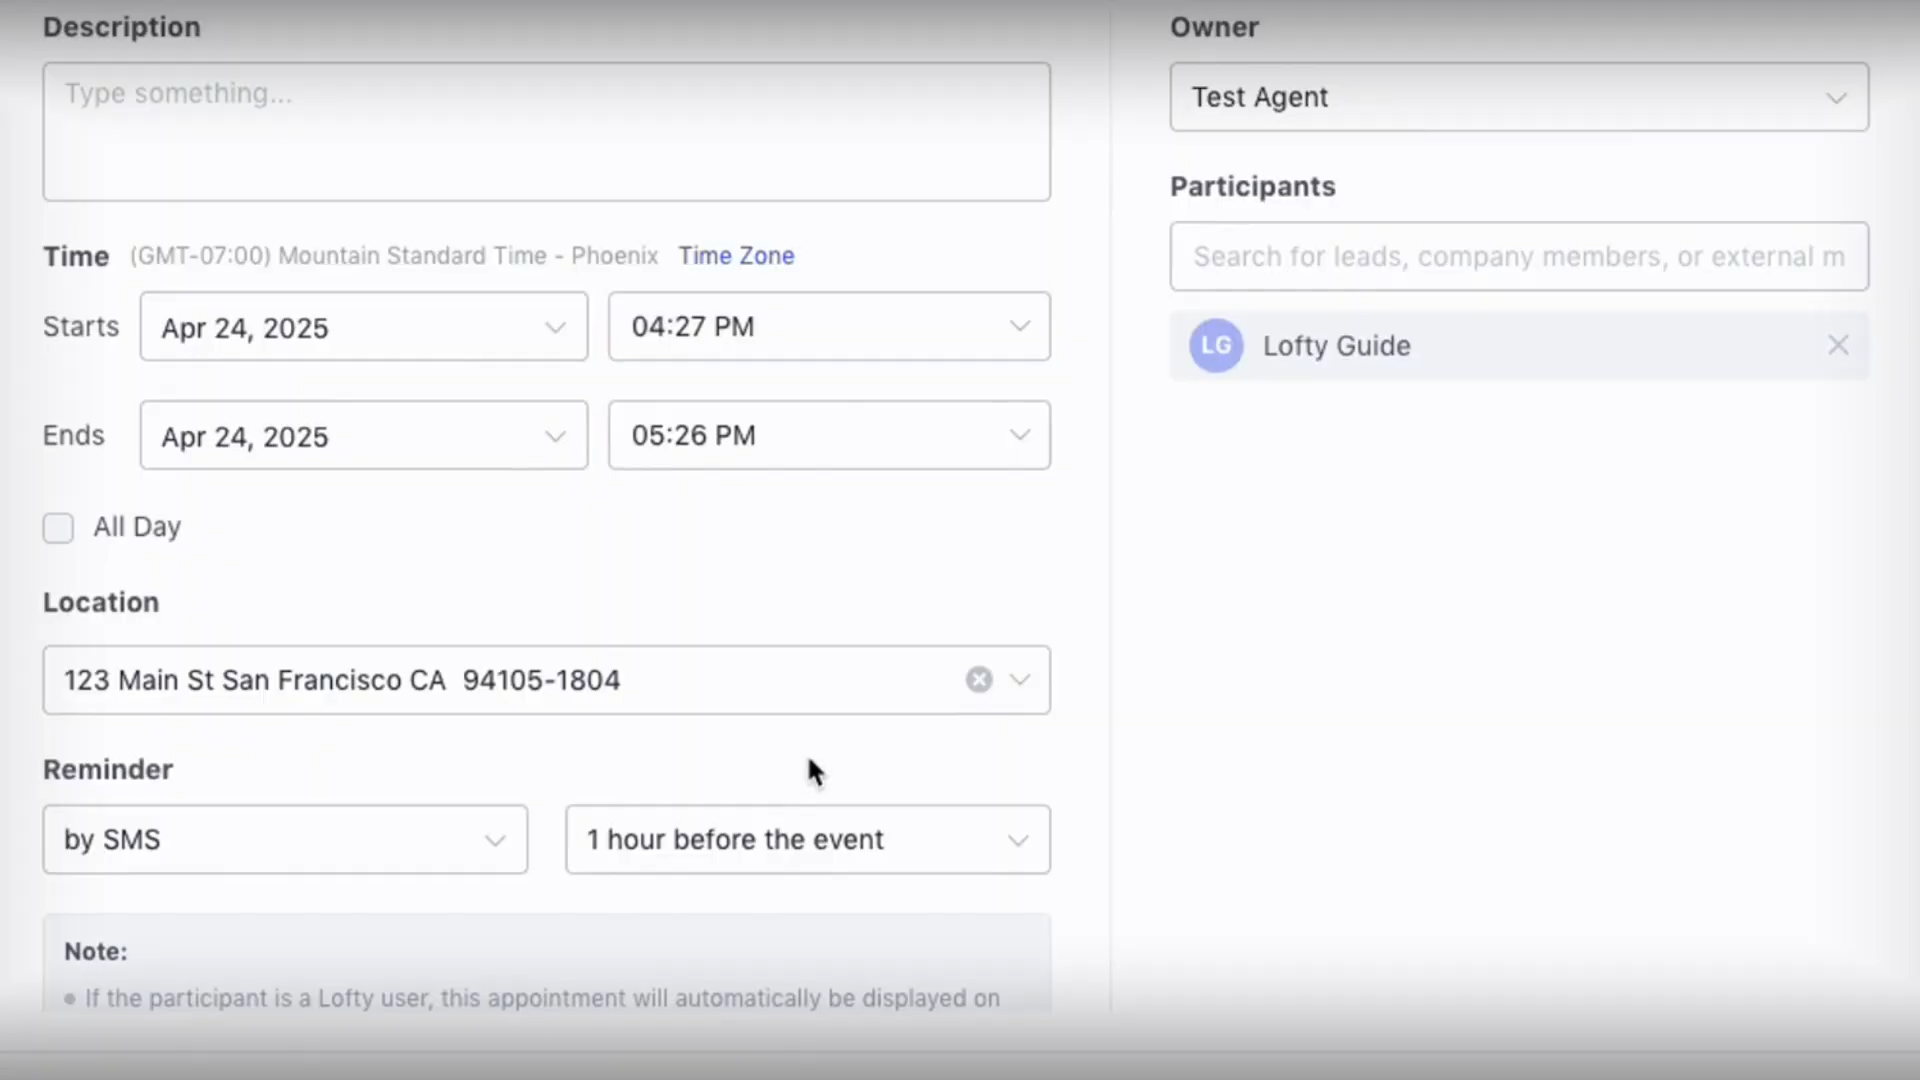 Description
Type something...
Time (GMT-07:00) Mountain Standard Time - Phoenix Time Zone
Starts Apr 24, 2025 04:27 PM
Ends Apr 24, 2025 05:26 PM
All Day
Location
123 Main St San Francisco CA  94105-1804
Reminder
by SMS 1 hour before the event
Note:
• If the participant is a Lofty user, this appointment will automatically be displayed on
Owner
Test Agent
Participants
Search for leads, company members, or external m
LG Lofty Guide